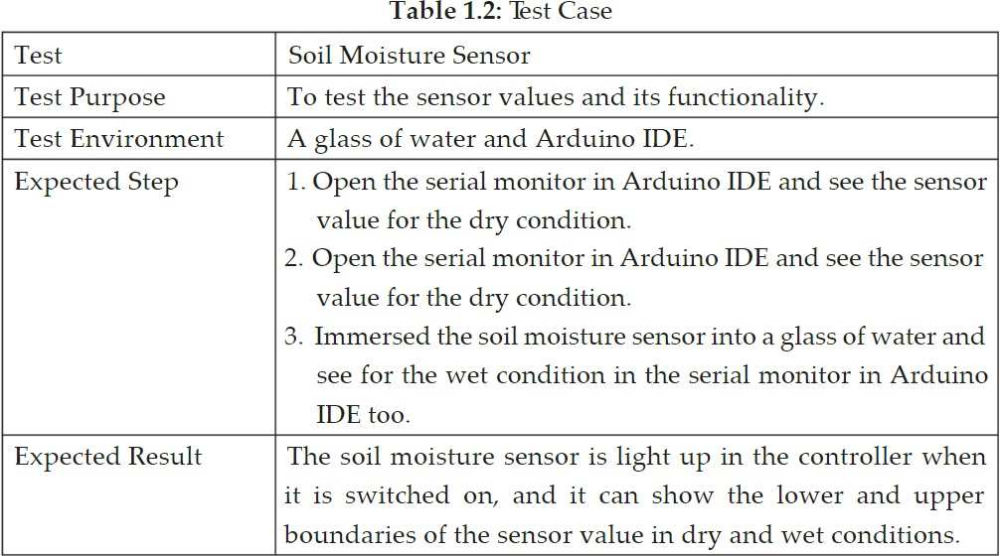 Table 1.2: Test Case
Test Soil Moisture Sensor
Test Purpose To test the sensor values and its functionality.
Test Environment A glass of water and Arduino IDE.
Expected Step 1. Open the serial monitor in Arduino IDE and see the sensor
value for the dry condition.
2. Open the serial monitor in Arduino IDE and see the sensor
value for the dry condition.
3. Immersed the soil moisture sensor into a glass of water and
see for the wet condition in the serial monitor in Arduino
IDE too.
Expected Result The soil moisture sensor is light up in the controller when
it is switched on, and it can show the lower and upper
boundaries of the sensor value in dry and wet conditions.